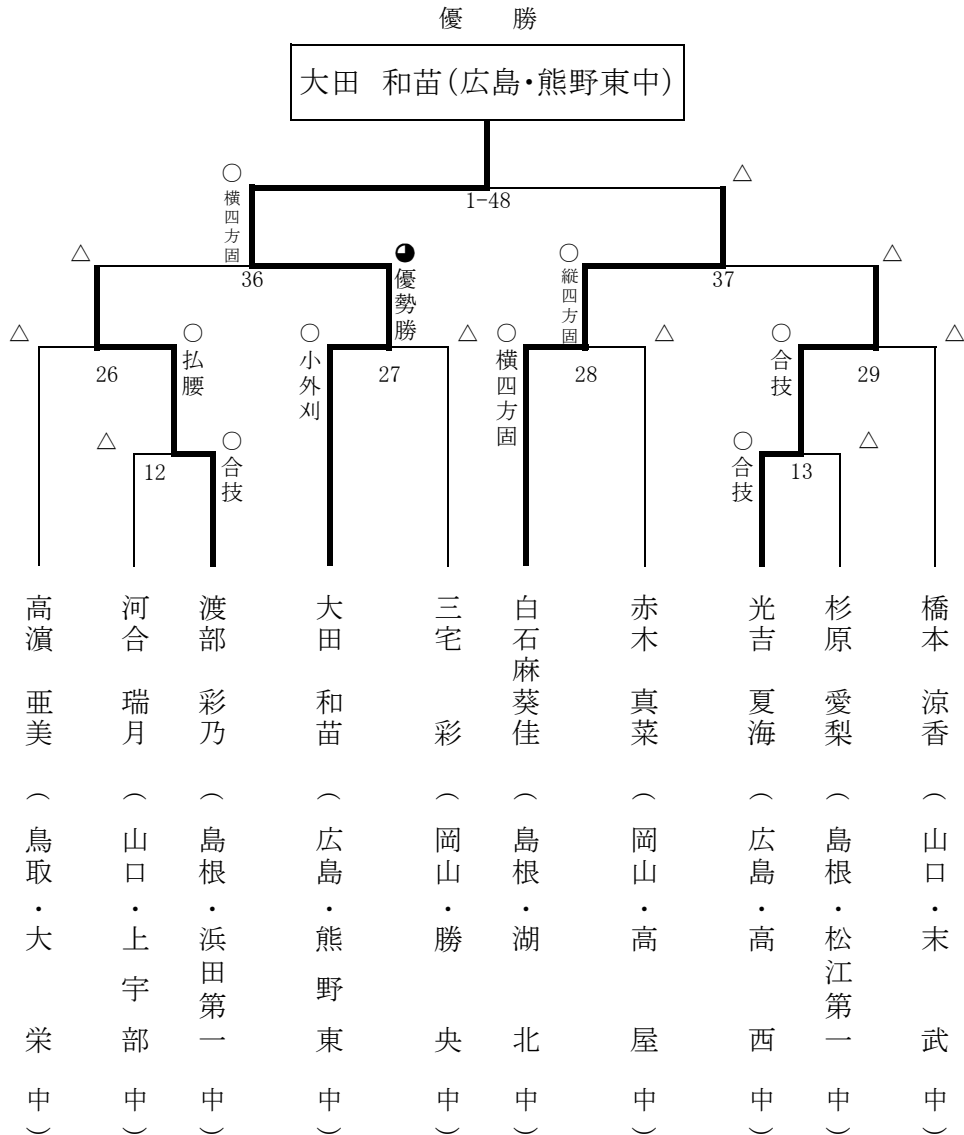 優 勝
大田 和苗(広島・熊野東中)
○ 横四方固
△
1-48
△
36
◕ 優勢勝
○ 縦四方固
37
△
△
26
○ 払腰
○ 小外刈
27
△
○ 横四方固
28
△
○ 合技
29
△
△
12
○ 合技
○ 合技
13
△
高濵 亜美 (鳥取・大栄中)
河合 瑞月 (山口・上宇部中)
渡部 彩乃 (島根・浜田第一中)
大田 和苗 (広島・熊野東中)
三宅 彩 (岡山・勝央中)
白石麻葵佳 (島根・湖北中)
赤木 真菜 (岡山・高屋中)
光吉 夏海 (広島・高西中)
杉原 愛梨 (島根・松江第一中)
橋本 涼香 (山口・末武中)